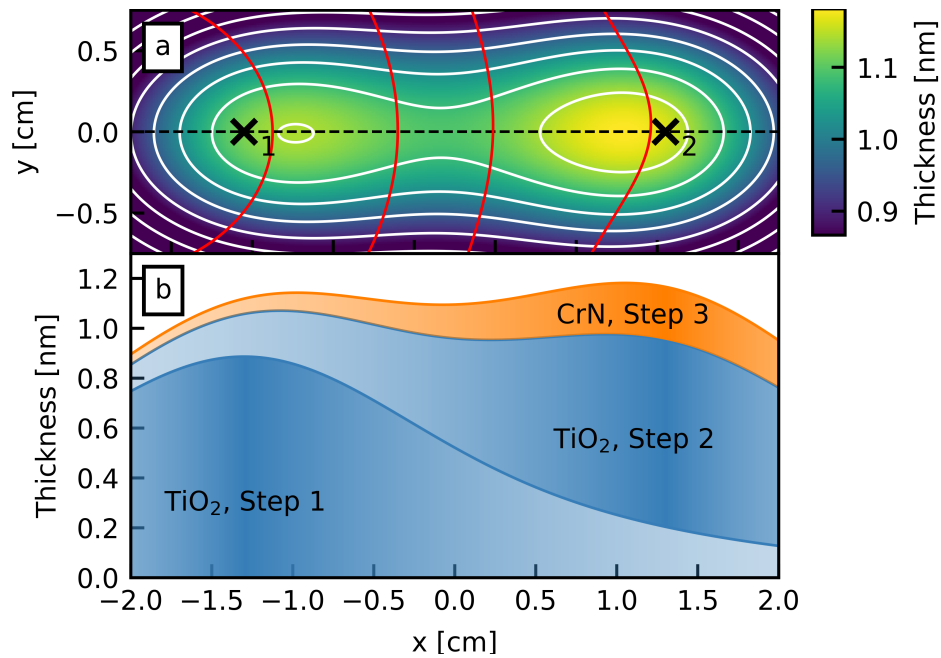 a
0.5
0.0
−0.5
y [cm]
1
2
1.1
1.0
0.9
Thickness [nm]
b
1.2
1.0
0.8
0.6
0.4
0.2
0.0
Thickness [nm]
CrN, Step 3
TiO₂, Step 2
TiO₂, Step 1
−2.0 −1.5 −1.0 −0.5 0.0 0.5 1.0 1.5 2.0
x [cm]